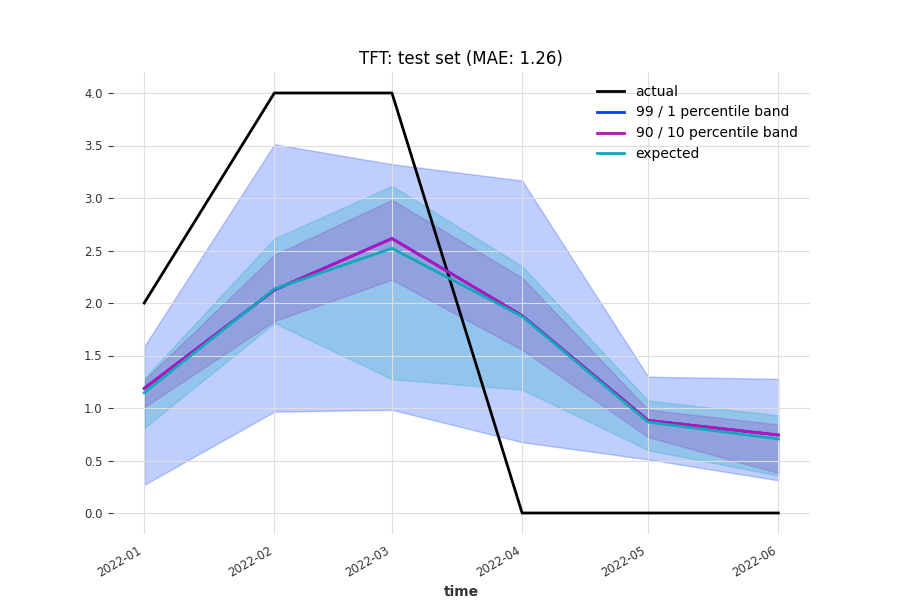 TFT: test set (MAE: 1.26)
actual
99 / 1 percentile band
90 / 10 percentile band
expected
4.0
3.5
3.0
2.5
2.0
1.5
1.0
0.5
0.0
2022-01
2022-02
2022-03
2022-04
2022-05
2022-06
time